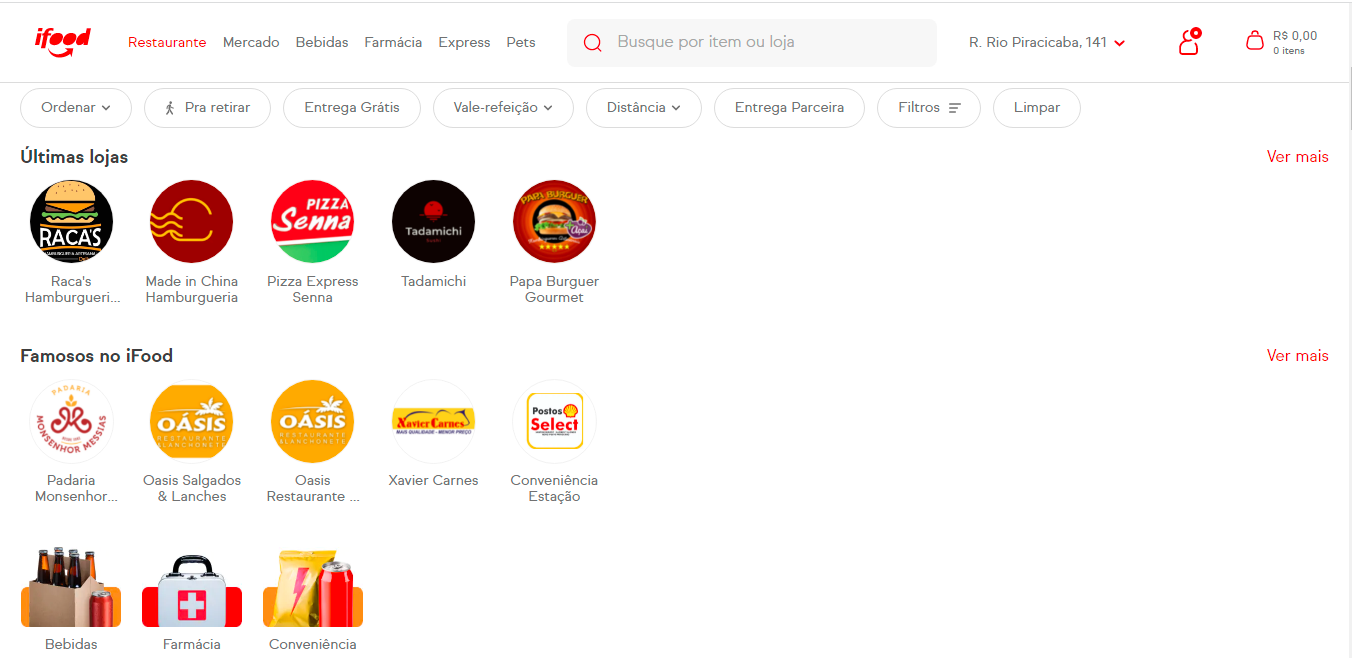 ifood
Restaurante Mercado Bebidas Farmácia Express Pets
Busque por item ou loja
R. Rio Piracicaba, 141
R$ 0,00
0 itens
Ordenar
Pra retirar
Entrega Grátis
Vale-refeição
Distância
Entrega Parceira
Filtros
Limpar
Últimas lojas
Ver mais
RACA'S
PIZZA
Senna
Tadamichi
Sushi
PAPA BURGUER
Açaí
Raca's
Hamburgueri...
Made in China
Hamburgueria
Pizza Express
Senna
Tadamichi
Papa Burguer
Gourmet
Famosos no iFood
Ver mais
PADARIA
MONSENHOR MESSIAS
OÁSIS
RESTAURANTE
& LANCHONETE
OÁSIS
RESTAURANTE
& LANCHONETE
Xavier Carnes
MAIS QUALIDADE - MENOR PREÇO
Postos
Select
Padaria
Monsenhor...
Oasis Salgados
& Lanches
Oasis
Restaurante ...
Xavier Carnes
Conveniência
Estação
Bebidas
Farmácia
Conveniência